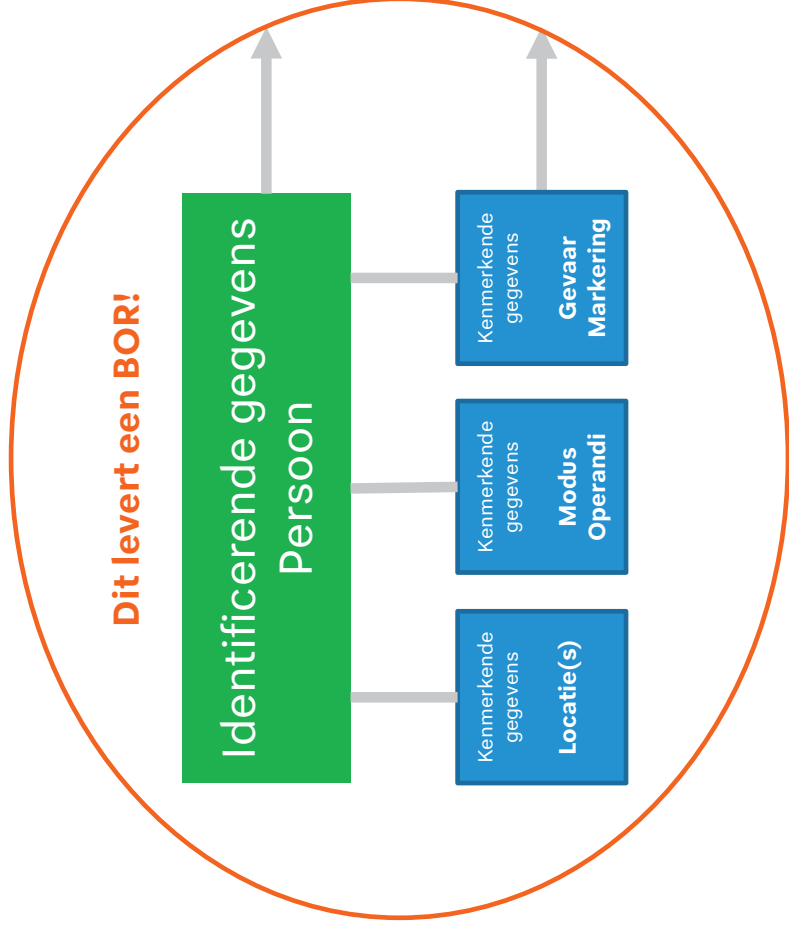 Dit levert een BOR!
Identificerende gegevens
Persoon
Kenmerkende
gegevens
Locatie(s)
Kenmerkende
gegevens
Modus
Operandi
Kenmerkende
gegevens
Gevaar
Markering